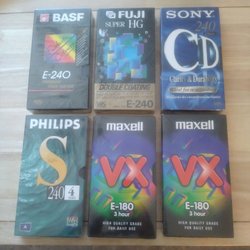 BASF
E-240
FUJI
SUPER HG
DOUBLE COATING
E-240
SONY
240
CD
PHILIPS
S
240
4
maxell
VX
E-180
3 hour
HIGH QUALITY GRADE
FOR DAILY USE
maxell
VX
E-180
3 hour
HIGH QUALITY GRADE
FOR DAILY USE